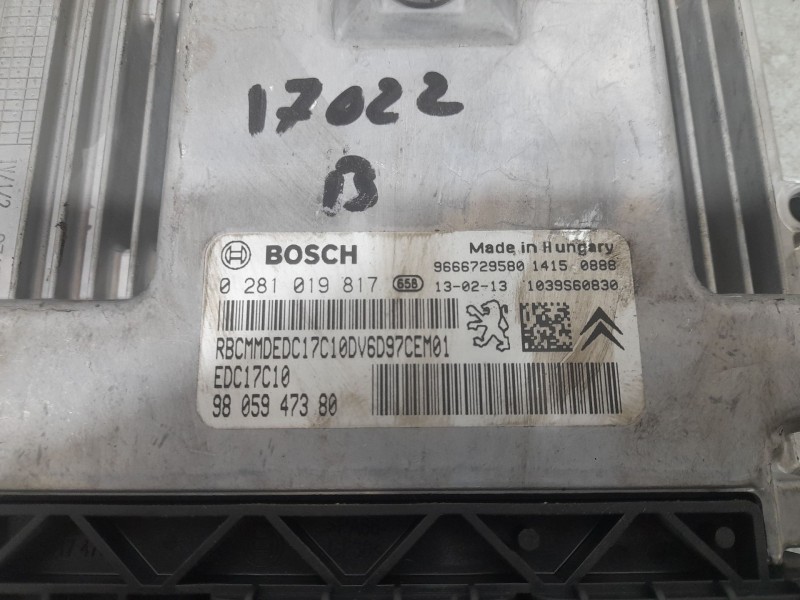 17022
B
BOSCH
Made in Hungary
9666729580 1415 0888
0 281 019 817 658 13-02-13 1039S60830
RBCMMDEDC17C10DV6D97CEM01
EDC17C10
98 059 473 80